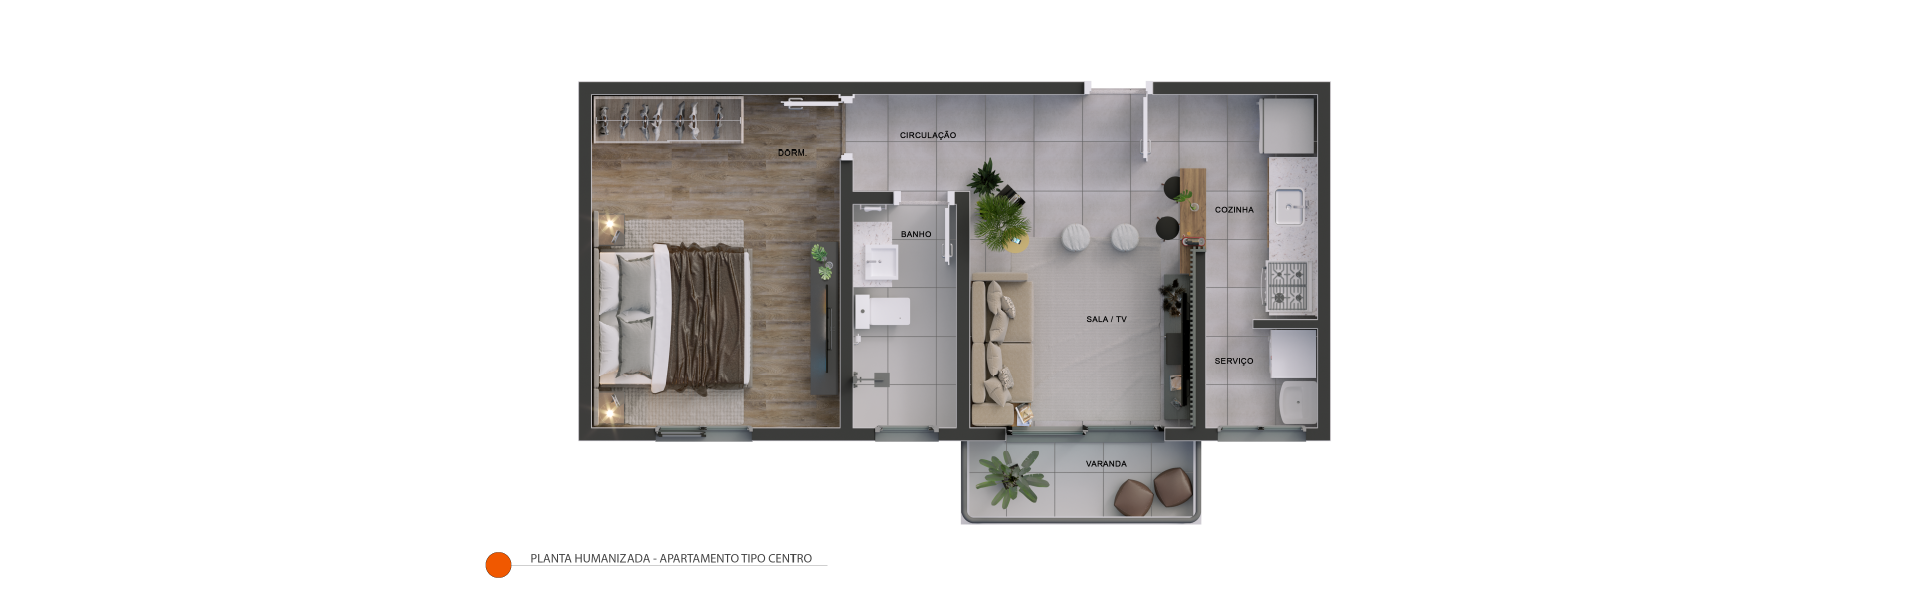 CIRCULAÇÃO
DORM.
COZINHA
BANHO
SALA / TV
SERVIÇO
VARANDA
PLANTA HUMANIZADA - APARTAMENTO TIPO CENTRO